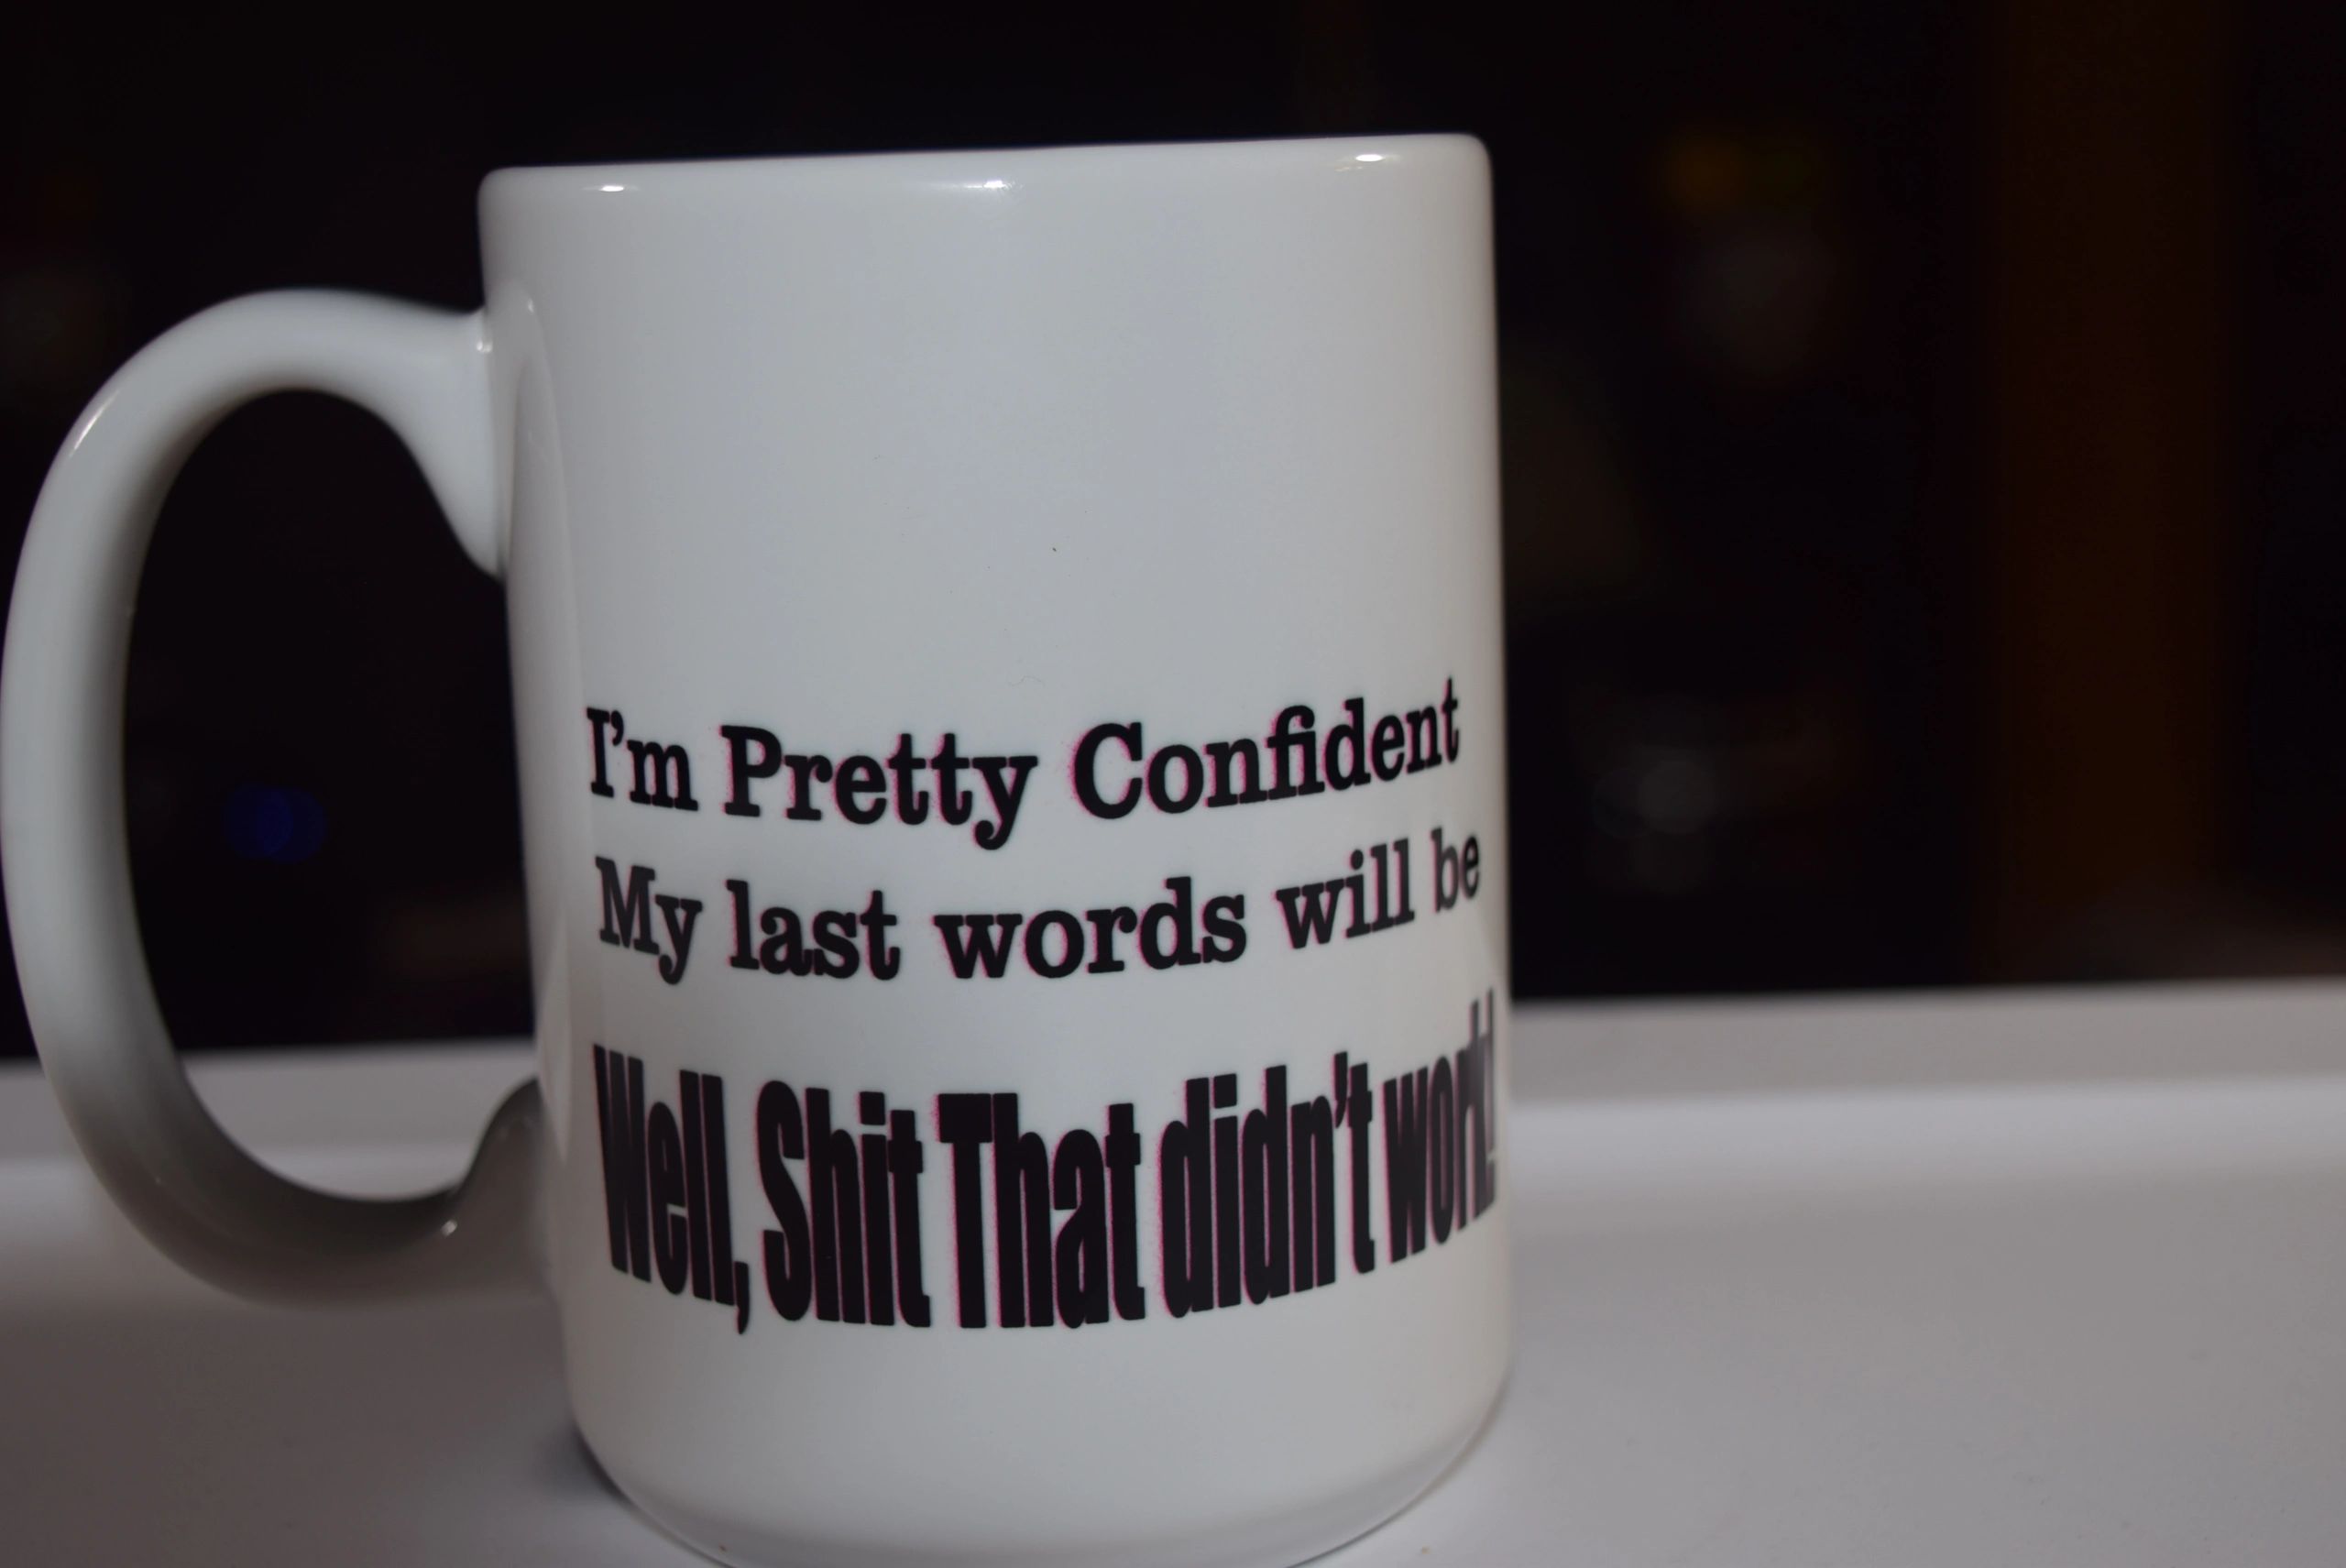 I'm Pretty Confident
My last words will be
Well, Shit That didn't work!